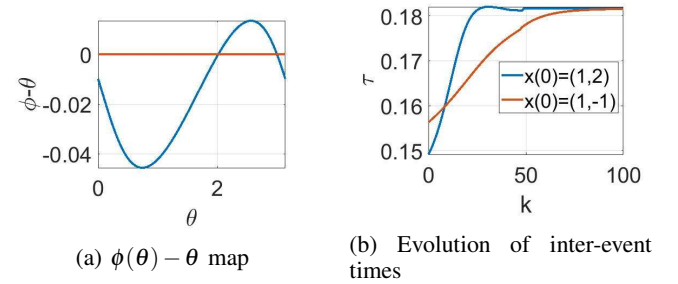 0
-0.02
-0.04
ϕ-θ
0 2
θ
(a) ϕ(θ) − θ map
0.18
0.17
0.16
0.15
τ
x(0)=(1,2)
x(0)=(1,-1)
0 50 100
k
(b) Evolution of inter-event
times